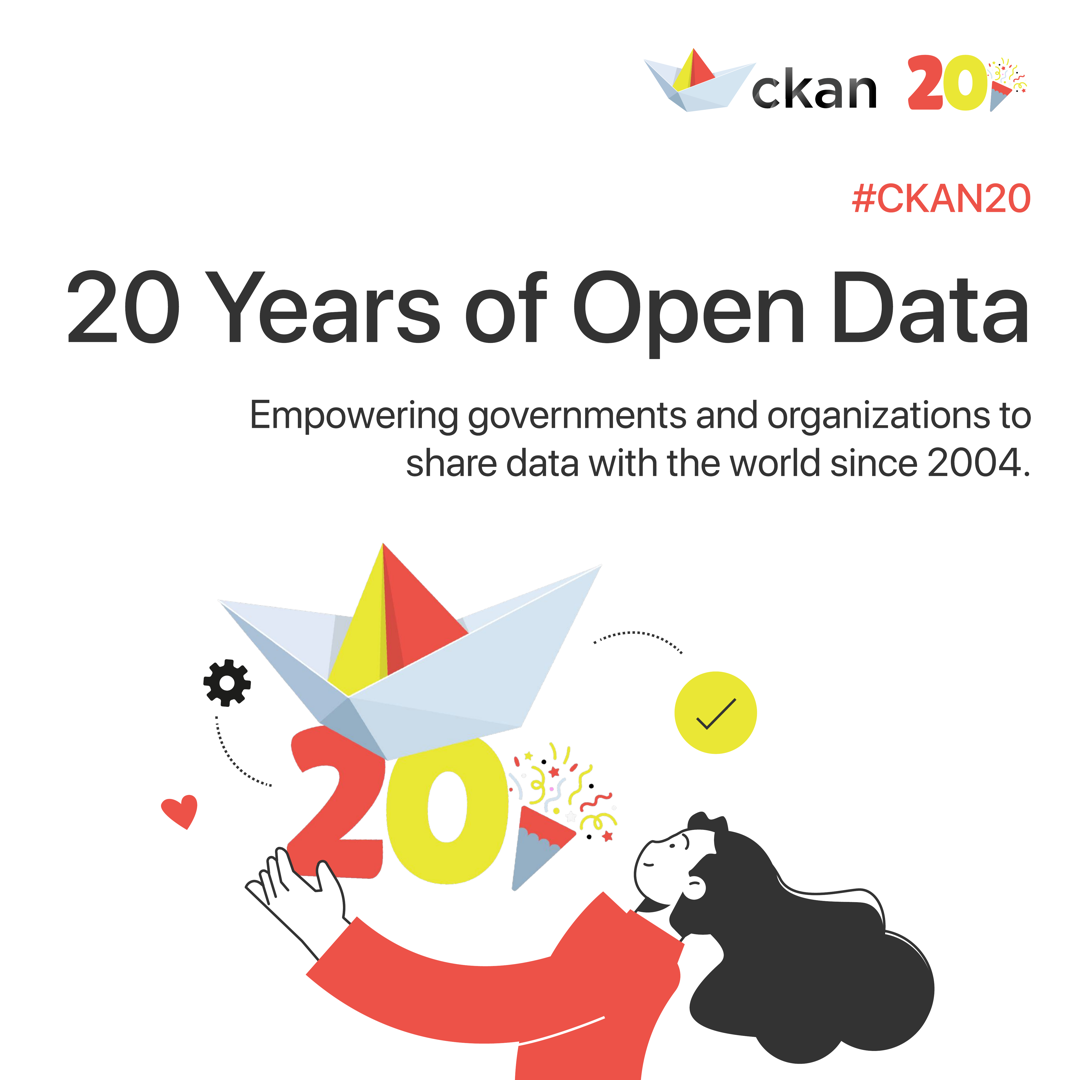 ckan 20
#CKAN20
20 Years of Open Data
Empowering governments and organizations to
share data with the world since 2004.
20